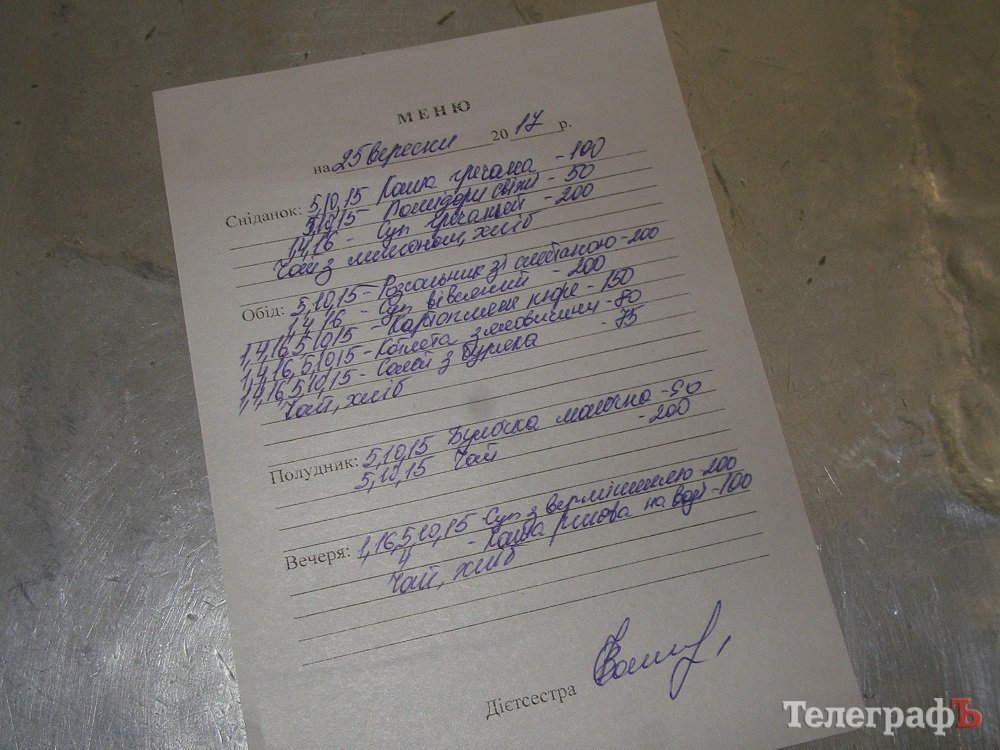 МЕНЮ
на 25 вересня 2017 р.
Сніданок: 5,10,15 Каша гречана - 100
5,10,15 - Помідори свіжі - 50
1,4,16 - Суп гречаний - 200
Чай з лимоном, хліб
Обід: 5,10,15 - Розсольник зі сметаною - 200
1,4,16 - Суп вівсяний - 200
1,4,16,5,10,15 - Картопляне пюре - 150
1,4,16,5,10,15 - Котлета з яловичини - 80
1,4,16,5,10,15 - Салат з буряка - 75
Чай, хліб
Полудник: 5,10,15 Булочка молочна - 90
5,10,15 Чай - 200
Вечеря: 1,16,5,10,15 Суп з вермішеллю - 200
4 - Каша рисова на воді - 100
Чай, хліб
Дієтсестра
ТелеграфЪ